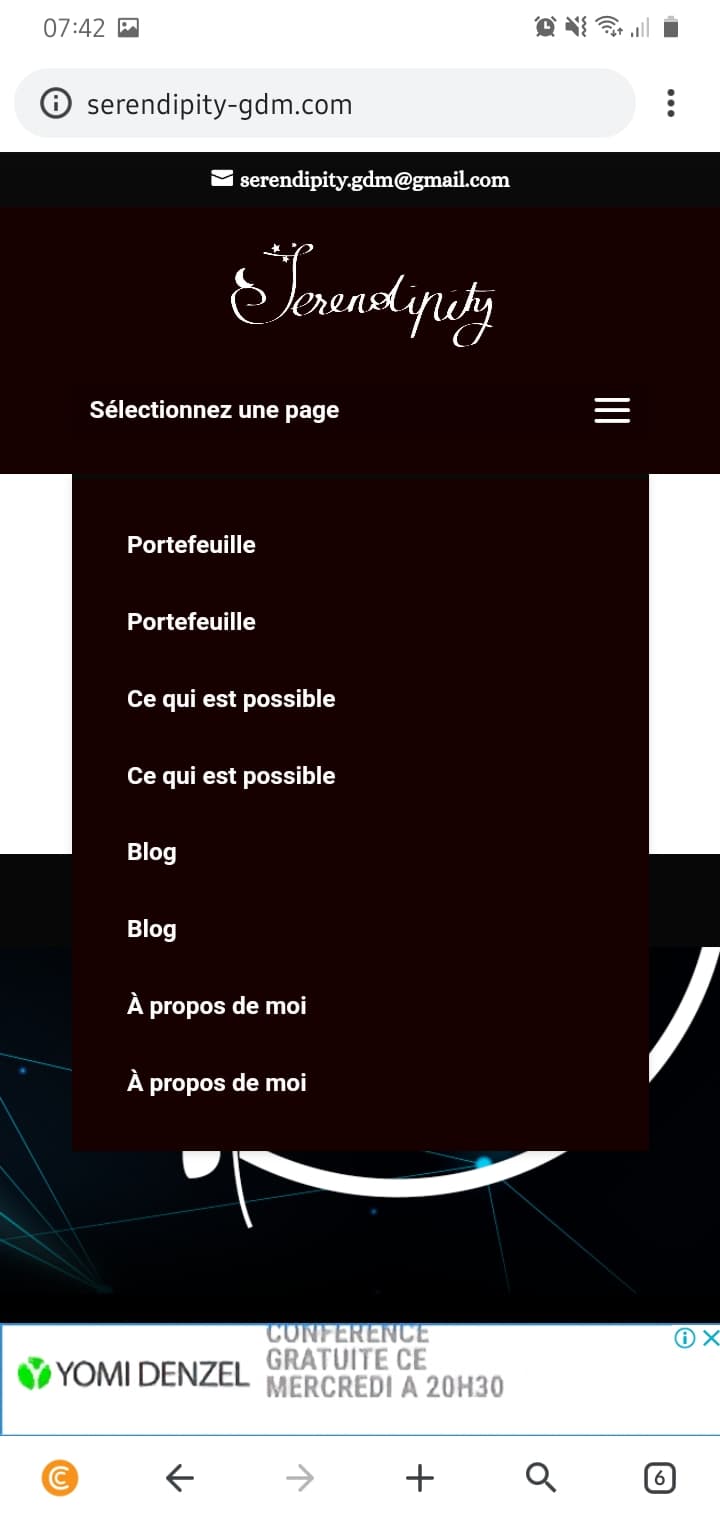 07:42
serendipity-gdm.com
serendipity.gdm@gmail.com
Serendipity
Sélectionnez une page
Portefeuille
Portefeuille
Ce qui est possible
Ce qui est possible
Blog
Blog
À propos de moi
À propos de moi
CONFERENCE
GRATUITE CE
MERCREDI A 20H30
YOMI DENZEL
6